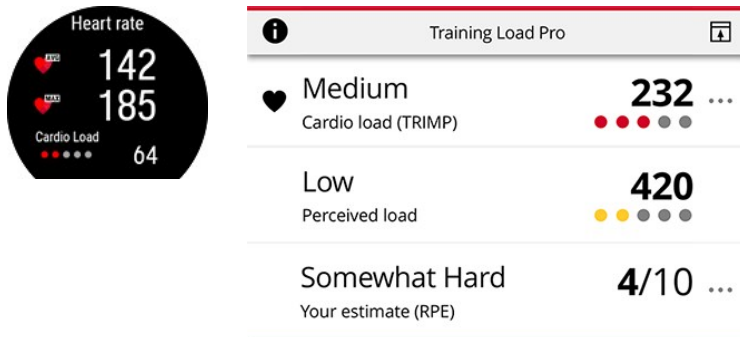 Heart rate
AVG 142
MAX 185
Cardio Load
64
Training Load Pro
Medium 232
Cardio load (TRIMP)
Low 420
Perceived load
Somewhat Hard 4/10
Your estimate (RPE)